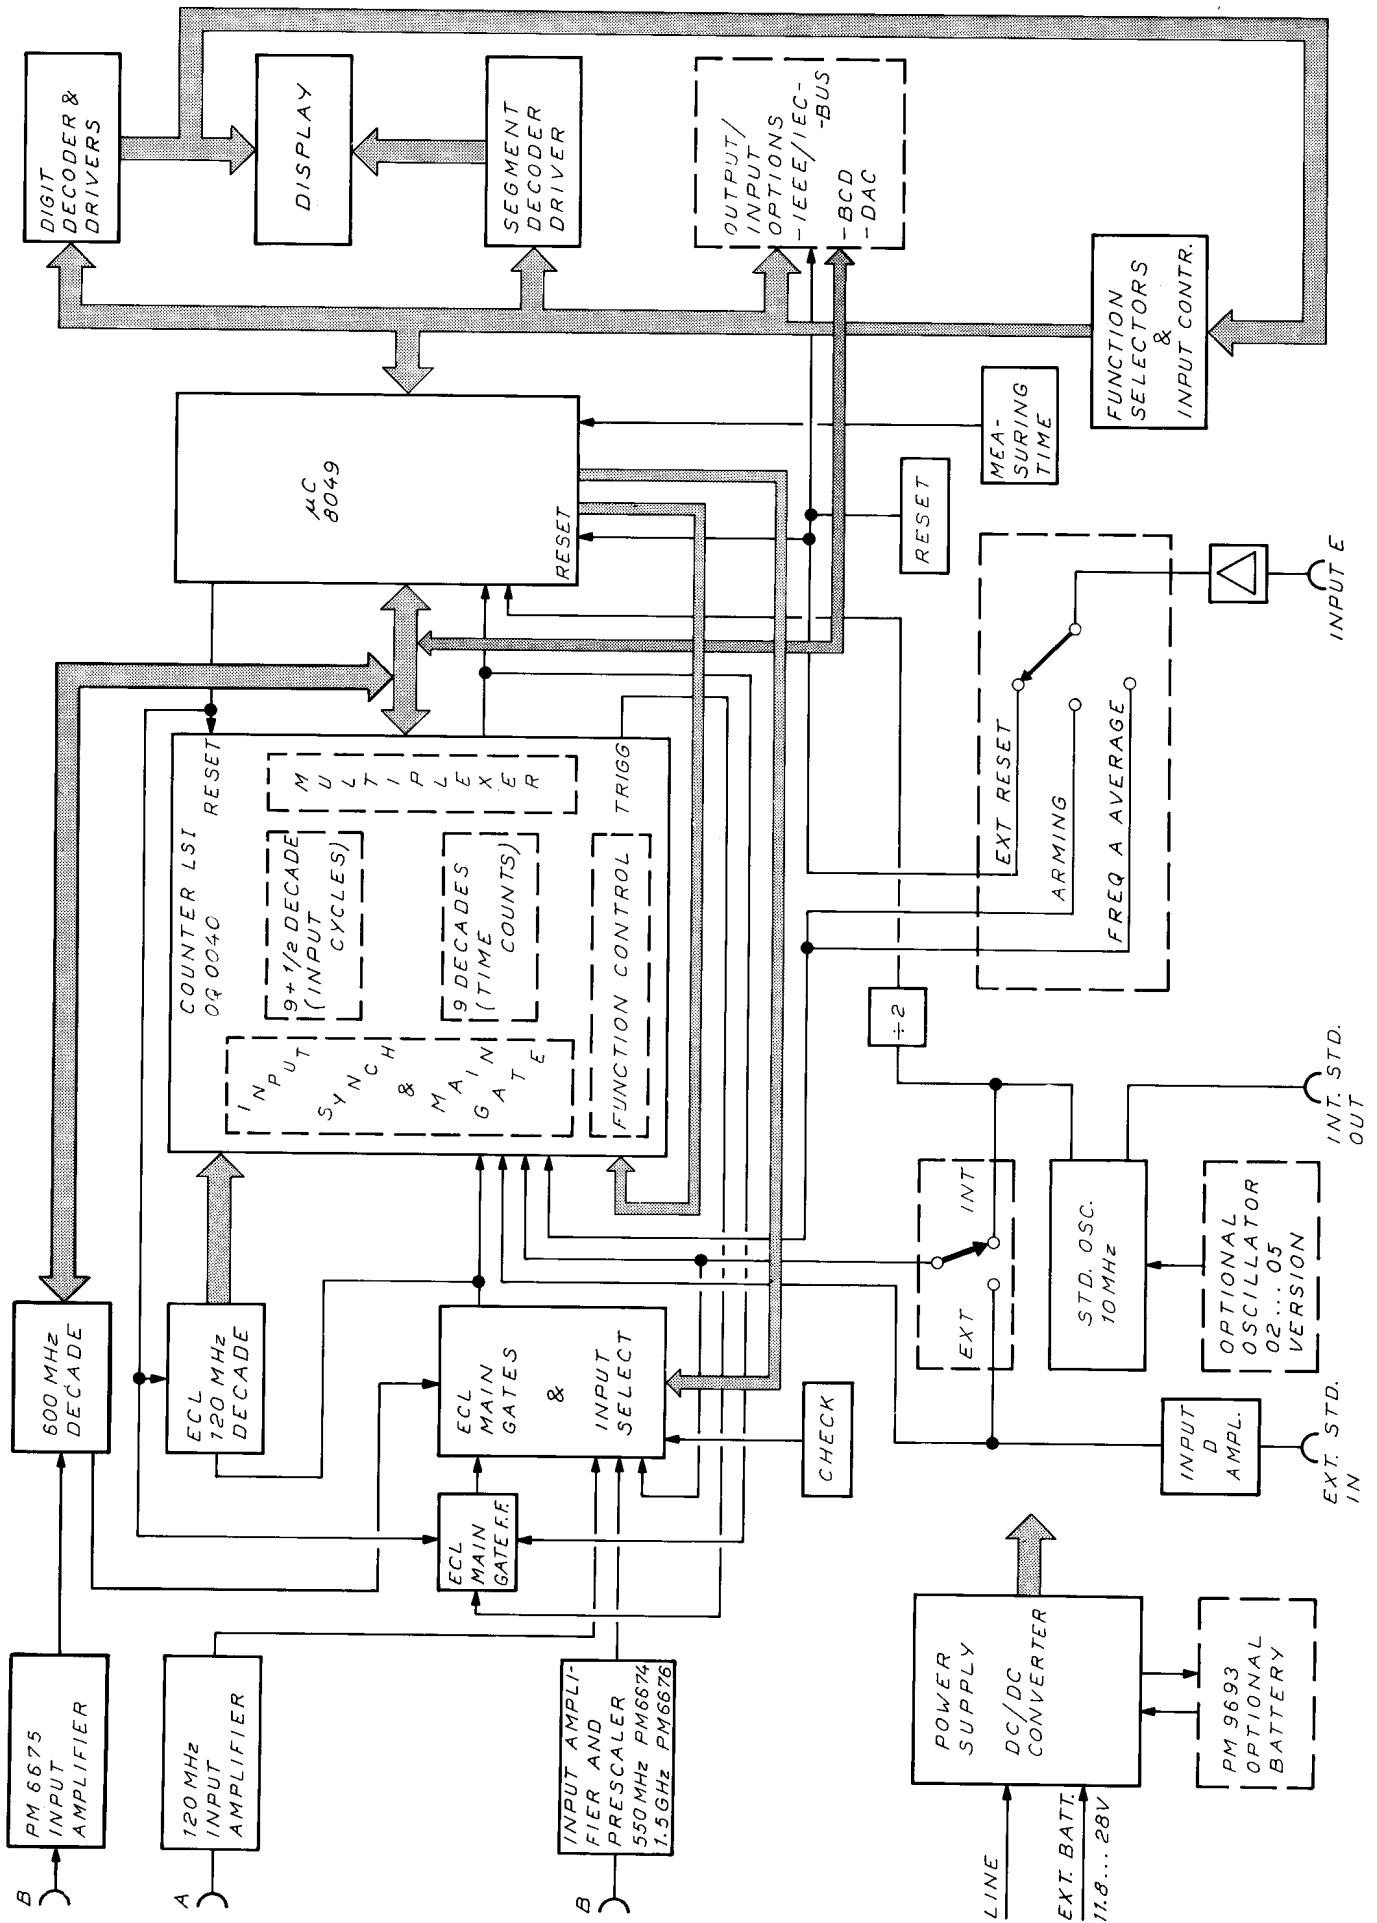 B
PM 6675
INPUT
AMPLIFIER
600 MHz
DECADE
DIGIT
DECODER &
DRIVERS
A
120 MHz
INPUT
AMPLIFIER
ECL
120 MHz
DECADE
COUNTER LSI
OQ 0040
RESET
INPUT
SYNCH
&
MAIN
GATE
9+1/2 DECADE
(INPUT
CYCLES)
9 DECADES
(TIME
COUNTS)
MULTIPLEXER
FUNCTION CONTROL
TRIGG
µC
8049
RESET
DISPLAY
SEGMENT
DECODER
DRIVER
ECL
MAIN
GATE F.F.
ECL
MAIN
GATES
&
INPUT
SELECT
B
INPUT AMPLI-
FIER AND
PRESCALER
550 MHz PM6674
1.5GHz PM6676
OUTPUT/
INPUT
OPTIONS
-IEEE/IEC-
-BUS
-BCD
-DAC
CHECK
÷2
RESET
MEA-
SURING
TIME
FUNCTION
SELECTORS
&
INPUT CONTR.
EXT
INT
EXT RESET
ARMING
FREQ A AVERAGE
STD. OSC.
10MHz
OPTIONAL
OSCILLATOR
02...05
VERSION
INPUT
D
AMPL.
EXT. STD.
IN
INT. STD.
OUT
INPUT E
LINE
EXT. BATT.
11.8... 28V
POWER
SUPPLY
DC/DC
CONVERTER
PM 9693
OPTIONAL
BATTERY